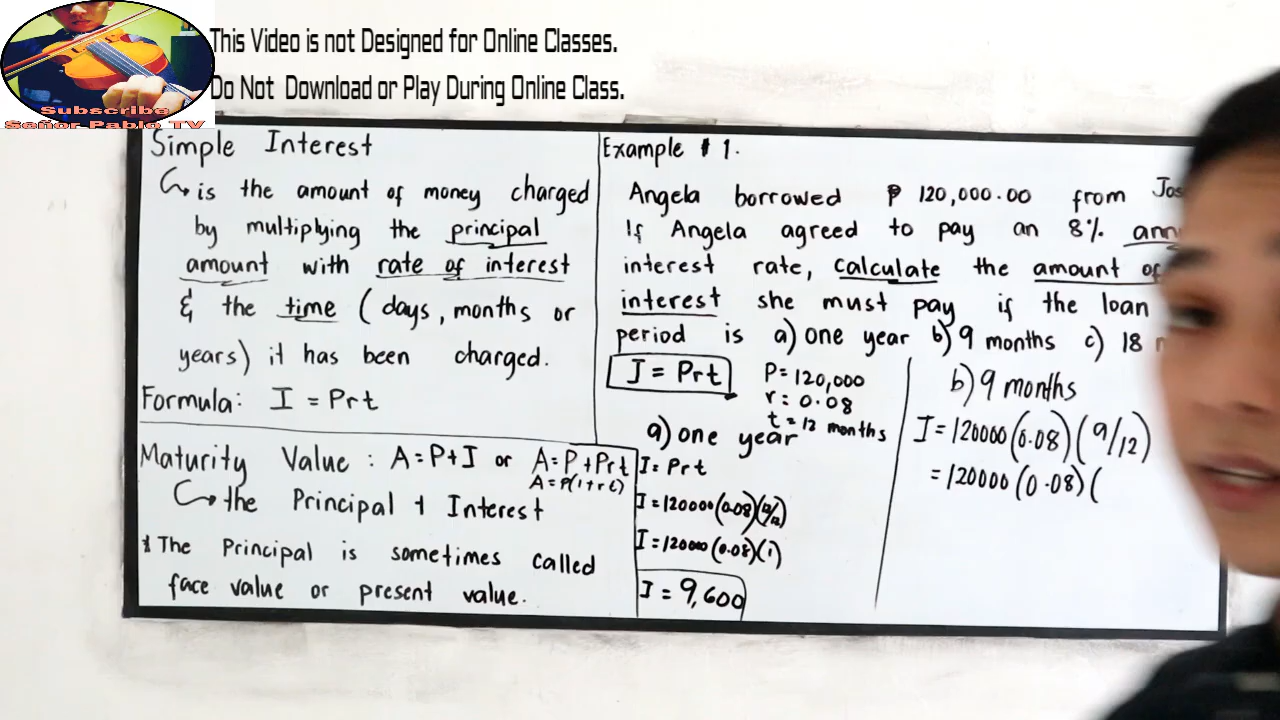 This Video is not Designed for Online Classes.
Do Not Download or Play During Online Class.
Subscribe
Señor Pablo TV
Simple Interest
is the amount of money charged
by multiplying the principal
amount with rate of interest
& the time (days, months or
years) it has been charged.
Formula: I = Prt
Maturity Value : A = P + I or A = P + Prt
A = P(1+rt)
the Principal + Interest
* The Principal is sometimes called
face value or present value.
Example # 1.
Angela borrowed ₱ 120,000.00 from
If Angela agreed to pay an 8%
interest rate, calculate the amount of
interest she must pay if the loan
period is a) one year b) 9 months c) 18
I = Prt
P = 120,000
r = 0.08
t = 12 months
a) one year
I = Prt
I = 120000(0.08)(12/12)
I = 120000(0.08)(1)
I = 9,600
b) 9 months
I = 120000(0.08)(9/12)
= 120000(0.08)(